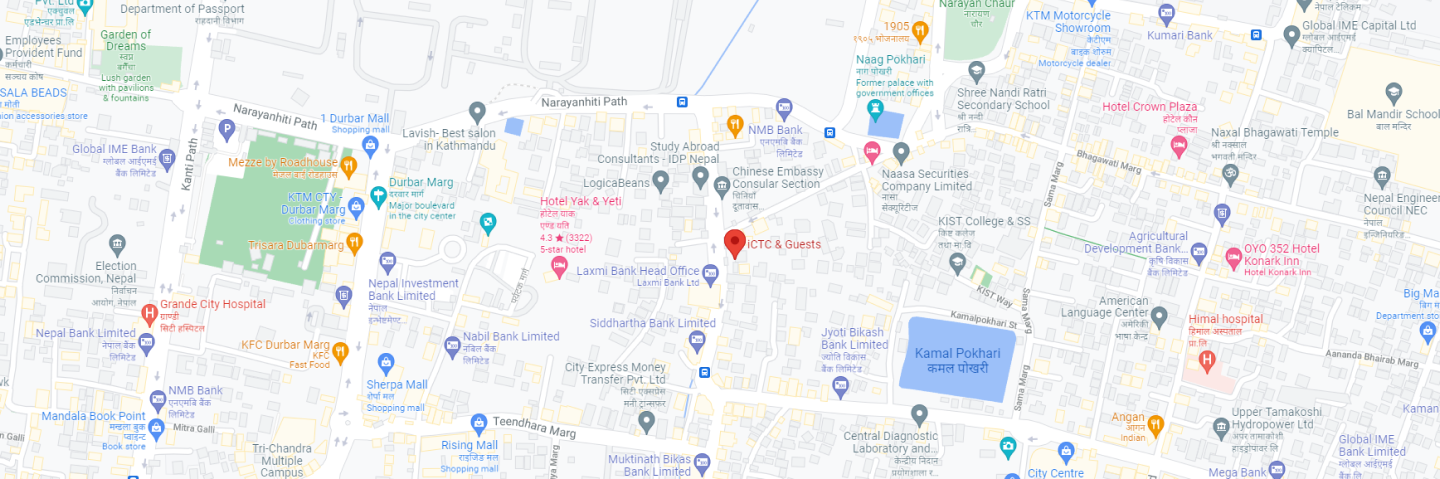 Pvt. Ltd
एक्वुबल
एडभेन्चर प्रा.लि
Department of Passport
राहदानी विभाग
Narayan Chaur
नारायण
चौर
KTM Motorcycle
Showroom
केटीएम
बाइक शोरुम
Motorcycle dealer
नेपाल टेलिकम
Kumari Bank
Global IME Capital Ltd
ग्लोबल आईएमई
क्यापिटल
1905
१९०५ भोजनालय
Employees
Provident Fund
कर्मचारी
सञ्चय कोष
Garden of
Dreams
स्वप्न
बगैंचा
Lush garden
with pavilions
& fountains
Naag Pokhari
नाग पोखरी
Former palace with
government offices
SALA BEADS
ion accessories store
Narayanhiti Path
Narayanhiti Path
1 Durbar Mall
Shopping mall
Lavish- Best salon
in Kathmandu
NMB Bank
एनएमबि बैंक
लिमिटेड
Shree Nandi Ratri
Secondary School
श्री नन्दी
रात्रि
Hotel Crown Plaza
होटेल क्रौन
प्लाजा
Bal Mandir School
बाल मन्दिर
Naxal Bhagawati Temple
श्री नक्साल
भगवती मन्दिर
Bhagawati Marg
Global IME Bank
ग्लोबल आईएमई
बैंक लिमिटेड
Kanti Path
Mezze by Roadhouse
मेजज बाइ रोडहाउस
Study Abroad
Consultants - IDP Nepal
LogicaBeans
Chinese Embassy
Consular Section
चिनियाँ
दूतावास
Naasa Securities
Company Limited
नासा
सेक्युरिटीज
Sama Marg
Nepal Engineer
Council NEC
नेपाल
इन्जिनियरिङ
Durbar Marg
दरवार मार्ग
Major boulevard
in the city center
KTM CTY -
Durbar Marg
Clothing store
Hotel Yak & Yeti
होटेल याक
एण्ड यति
4.3 ★ (3322)
5-star hotel
KIST College & SS
किष्ट कलेज
तथा मा वि
Trisara Dubarmarg
iCTC & Guests
Agricultural
Development Bank...
कृषि विकास
बैंक लिमिटेड
OYO 352 Hotel
Konark Inn
Hotel Konark Inn
Election
Commission, Nepal
निर्वाचन
आयोग, नेपाल
Laxmi Bank Head Office
Laxmi Bank Ltd
Nepal Investment
Bank Limited
नेपाल
इन्भेष्टमेण्ट...
फाटिक मार्ग
KIST Way
Sama Marg
Grande City Hospital
ग्राण्डी
सिटी हस्पिटल
Kamalpokhari St
American
Language Center
अमेरिकी
भाषा केन्द्र
Himal hospital
हिमाल अस्पताल
प्रा लि
Big Ma
बिग म
Department sto
Nepal Bank Limited
नेपाल बैंक
लिमिटेड
KFC Durbar Marg
KFC
Fast Food
Nabil Bank Limited
नबिल बैंक
लिमिटेड
Siddhartha Bank Limited
Jyoti Bikash
Bank Limited
ज्योति विकास
बैंक लिमिटेड
Kamal Pokhari
कमल पोखरी
Aananda Bhairab Marg
Sama Marg
City Express Money
Transfer Pvt. Ltd
सिटी एक्सप्रेस
मनी ट्रान्सफर
Sherpa Mall
शेर्पा मल
Shopping mall
NMB Bank
एनएमबि बैंक
लिमिटेड
Mandala Book Point
मन्डला बुक
प्वाइन्ट
Book store
Mitra Galli
n Galli
Teendhara Marg
Rising Mall
राइजिङ मल
Shopping mall
Tri-Chandra
Multiple
Campus
ya Marg
Muktinath Bikas
Bank Limited
Central Diagnostic
Laboratory and...
केन्द्रीय निदान
प्रयोगशाला र...
Angan
आंगन
Indian
Upper Tamakoshi
Hydropower Ltd
अपर तामाकोशी
हाइड्रोपावर लि
Kaman
City Centre
Global IME
Bank Limited
ग्लोबल आईएमई
बैंक लिमिटेड
Mega Bank